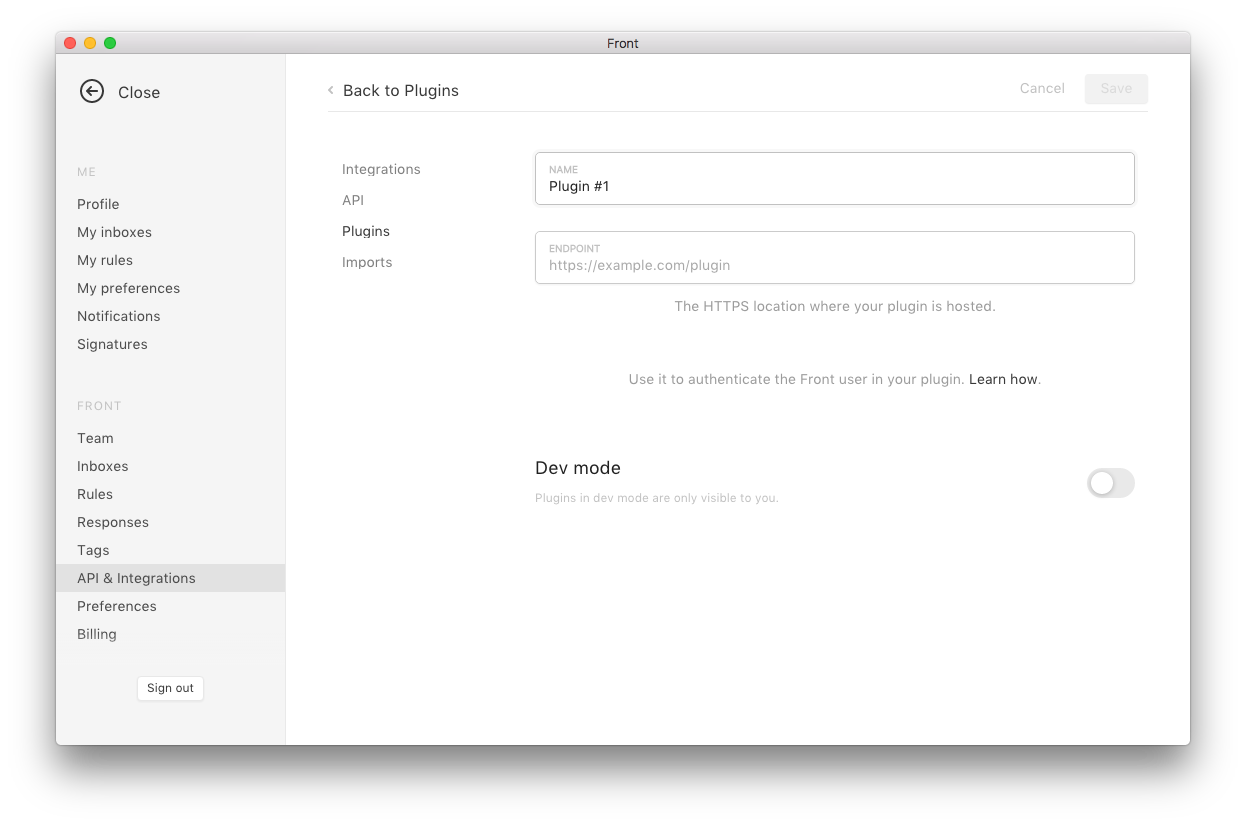 Front
Close
ME
Profile
My inboxes
My rules
My preferences
Notifications
Signatures
FRONT
Team
Inboxes
Rules
Responses
Tags
API & Integrations
Preferences
Billing
Sign out
Back to Plugins
Cancel
Save
Integrations
API
Plugins
Imports
NAME
Plugin #1
ENDPOINT
https://example.com/plugin
The HTTPS location where your plugin is hosted.
Use it to authenticate the Front user in your plugin. Learn how.
Dev mode
Plugins in dev mode are only visible to you.